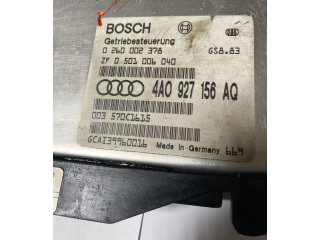 BOSCH
Getriebesteuerung
0 260 002 378 GS8.83
ZF 0 501 006 040
4A0 927 156 AQ
003 570C1615
GCAI39960016 Made in Germany 669